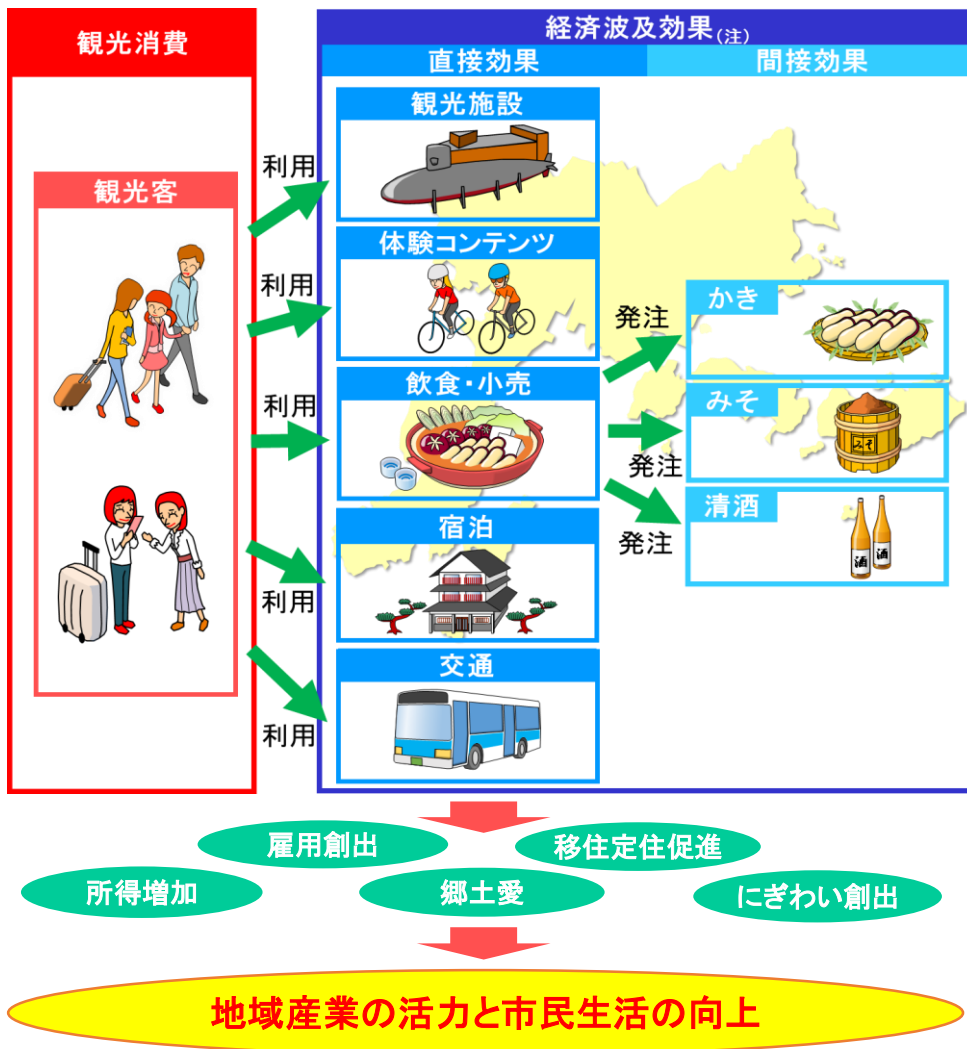 観光消費
経済波及効果(注)
直接効果
間接効果
観光客
利用
観光施設
利用
体験コンテンツ
利用
飲食・小売
利用
宿泊
利用
交通
発注
かき
発注
みそ
みそ
発注
清酒
酒
酒
雇用創出
移住定住促進
所得増加
郷土愛
にぎわい創出
地域産業の活力と市民生活の向上